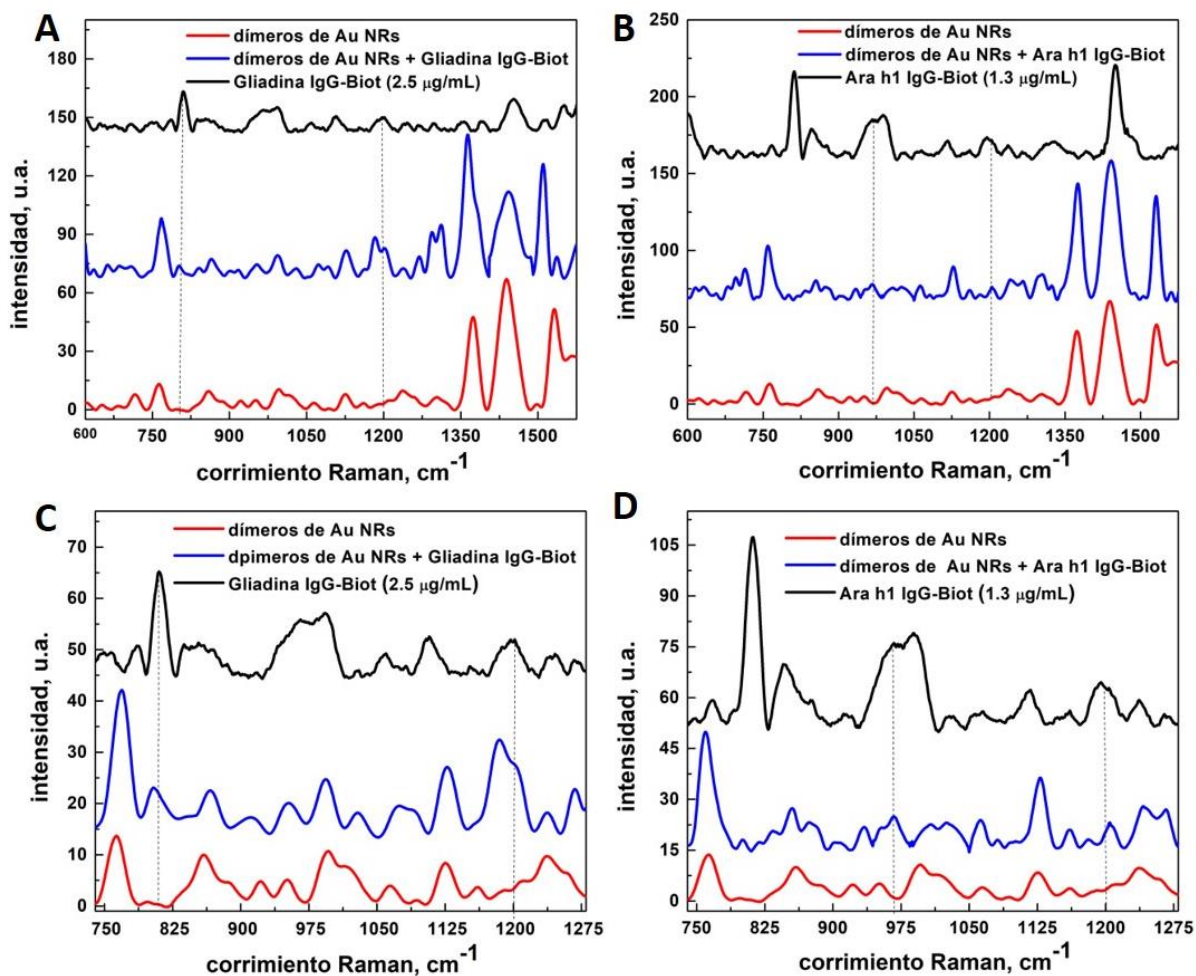 A
dímeros de Au NRs
dímeros de Au NRs + Gliadina IgG-Biot
Gliadina IgG-Biot (2.5 µg/mL)
intensidad, u.a.
180
150
120
90
60
30
0
600 750 900 1050 1200 1350 1500
corrimiento Raman, cm-1
B
dímeros de Au NRs
dímeros de Au NRs + Ara h1 IgG-Biot
Ara h1 IgG-Biot (1.3 µg/mL)
intensidad, u.a.
250
200
150
100
50
0
600 750 900 1050 1200 1350 1500
corrimiento Raman, cm-1
C
dímeros de Au NRs
dpimeros de Au NRs + Gliadina IgG-Biot
Gliadina IgG-Biot (2.5 µg/mL)
intensidad, u.a.
70
60
50
40
30
20
10
0
750 825 900 975 1050 1125 1200 1275
corrimiento Raman, cm-1
D
dímeros de Au NRs
dímeros de Au NRs + Ara h1 IgG-Biot
Ara h1 IgG-Biot (1.3 µg/mL)
intensidad, u.a.
105
75
60
45
30
15
0
750 825 900 975 1050 1125 1200 1275
corrimiento Raman, cm-1